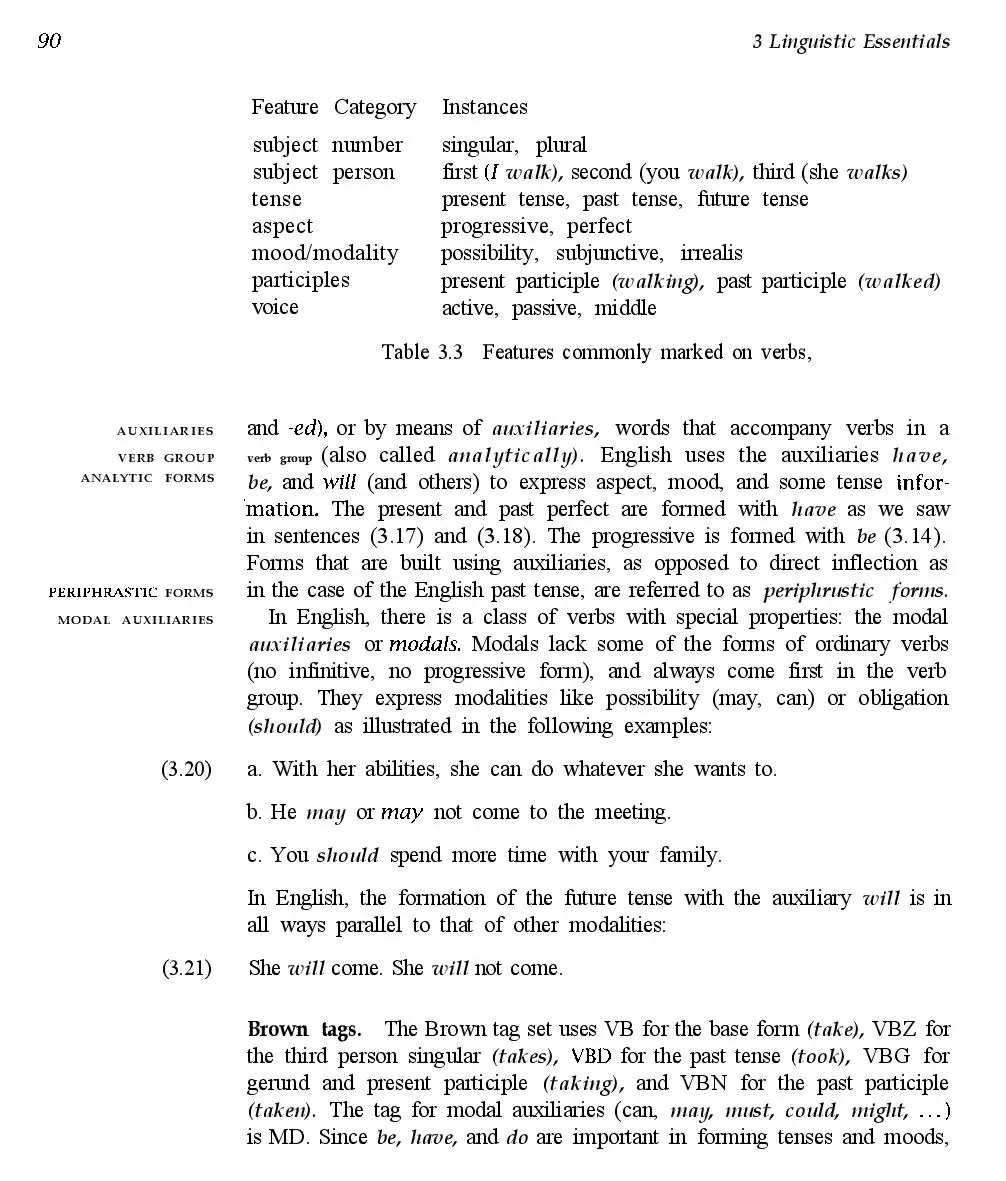 90 3 Linguistic Essentials
Feature Category Instances
subject number singular, plural
subject person first (I walk), second (you walk), third (she walks)
tense present tense, past tense, future tense
aspect progressive, perfect
mood/modality possibility, subjunctive, irrealis
participles present participle (walking), past participle (walked)
voice active, passive, middle
Table 3.3 Features commonly marked on verbs,
AUXILIARIES and -ed), or by means of auxiliaries, words that accompany verbs in a
VERB GROUP verb group (also called analytically). English uses the auxiliaries have,
ANALYTIC FORMS be, and will (and others) to express aspect, mood, and some tense infor-
mation. The present and past perfect are formed with have as we saw
in sentences (3.17) and (3.18). The progressive is formed with be (3.14).
Forms that are built using auxiliaries, as opposed to direct inflection as
PERIPHRASTIC FORMS in the case of the English past tense, are referred to as periphrustic forms.
MODAL AUXILIARIES In English, there is a class of verbs with special properties: the modal
auxiliaries or modals. Modals lack some of the forms of ordinary verbs
(no infinitive, no progressive form), and always come first in the verb
group. They express modalities like possibility (may, can) or obligation
(should) as illustrated in the following examples:
(3.20) a. With her abilities, she can do whatever she wants to.
b. He may or may not come to the meeting.
c. You should spend more time with your family.
In English, the formation of the future tense with the auxiliary will is in
all ways parallel to that of other modalities:
(3.21) She will come. She will not come.
Brown tags. The Brown tag set uses VB for the base form (take), VBZ for
the third person singular (takes), VBD for the past tense (took), VBG for
gerund and present participle (taking), and VBN for the past participle
(taken). The tag for modal auxiliaries (can, may, must, could, might, ...)
is MD. Since be, have, and do are important in forming tenses and moods,